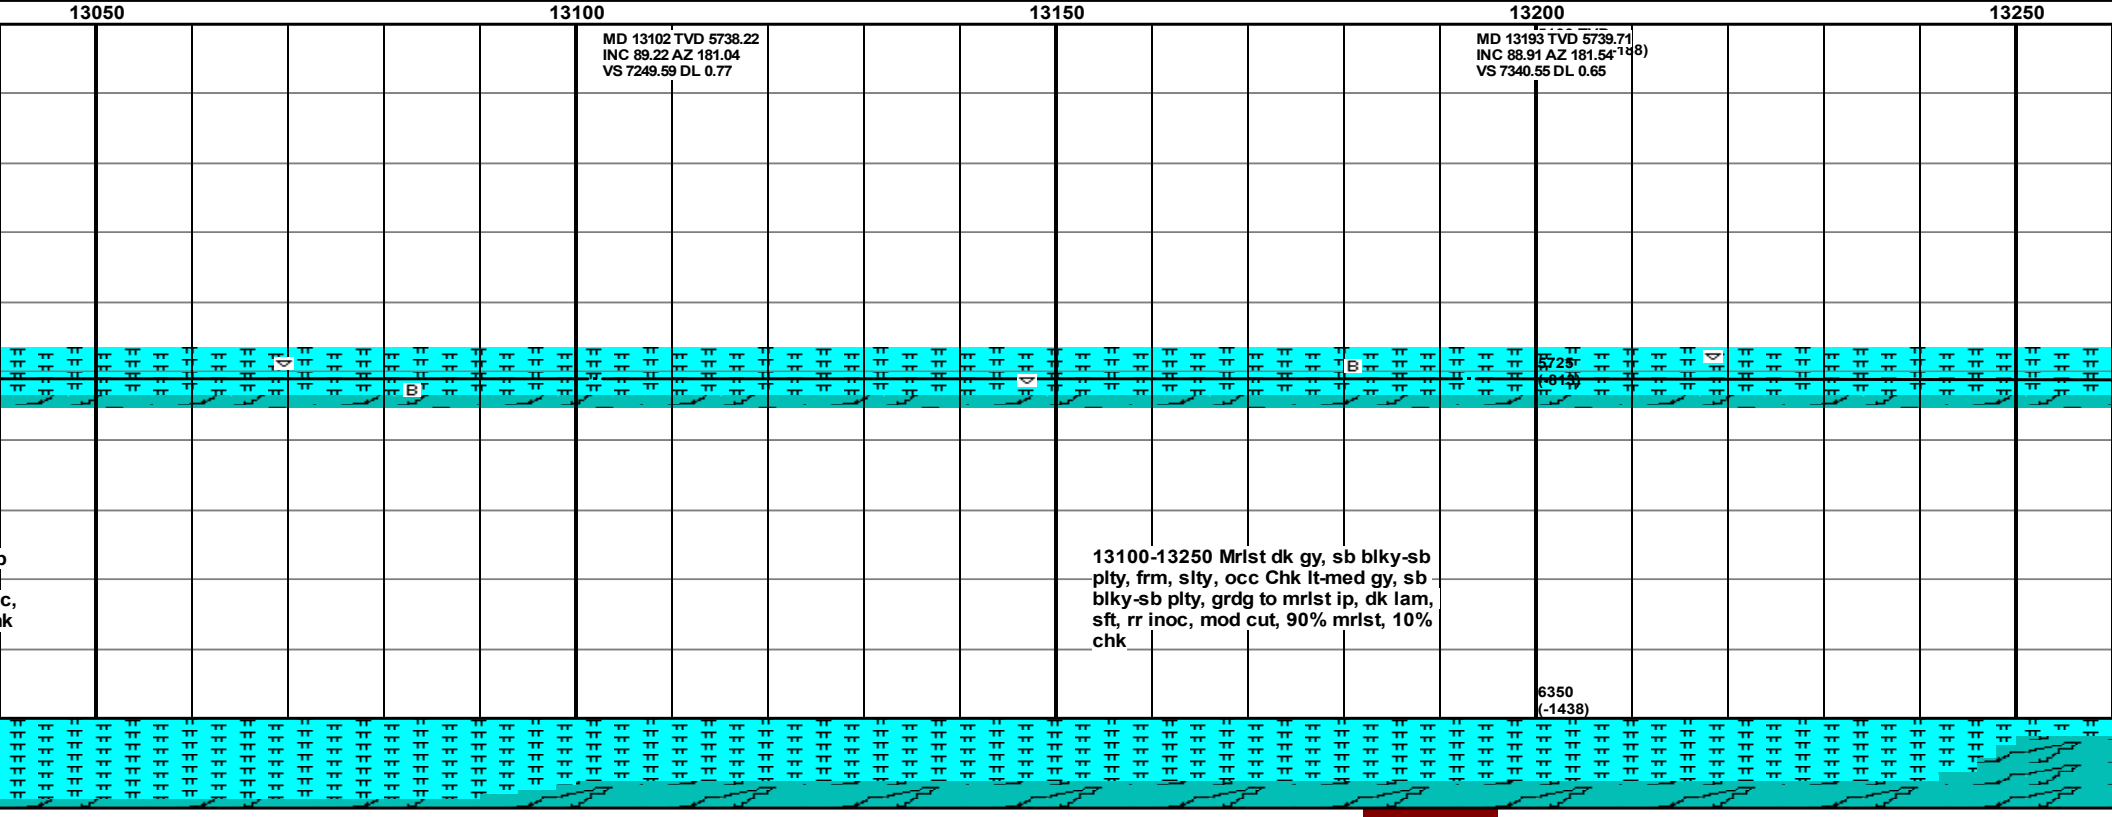 13050 13100 13150 13200 13250
MD 13102 TVD 5738.22
INC 89.22 AZ 181.04
VS 7249.59 DL 0.77
MD 13193 TVD 5739.71
INC 88.91 AZ 181.54
VS 7340.55 DL 0.65
-188)
B
B
5725
(-813)
c,
13100-13250 Mrlst dk gy, sb blky-sb
plty, frm, slty, occ Chk lt-med gy, sb
blky-sb plty, grdg to mrlst ip, dk lam,
sft, rr inoc, mod cut, 90% mrlst, 10%
chk
6350
(-1438)